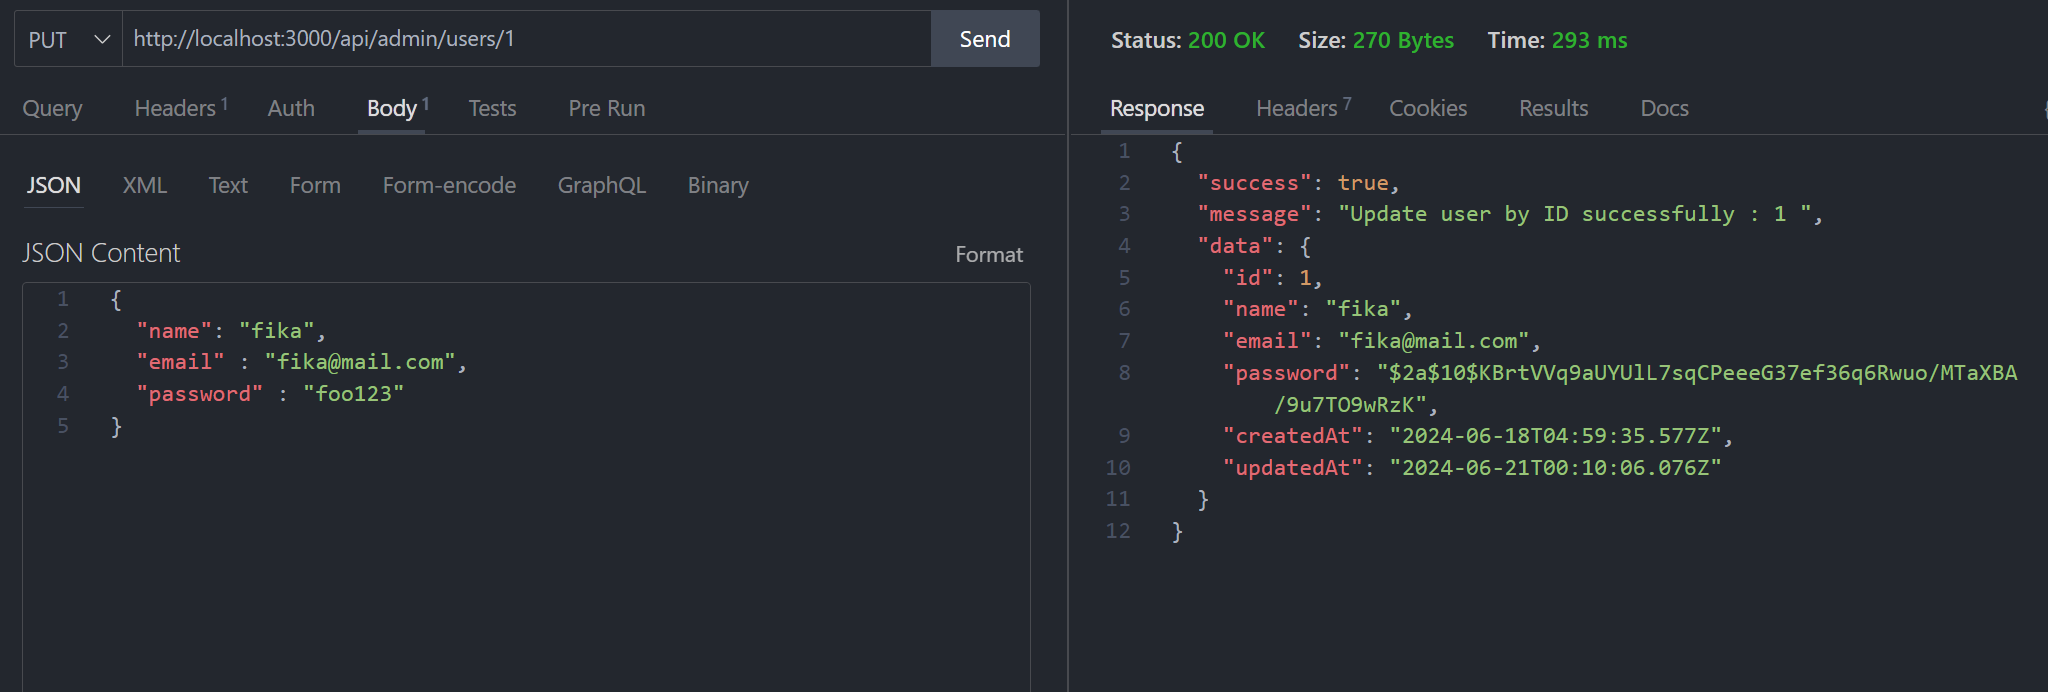 PUT http://localhost:3000/api/admin/users/1 Send
Query Headers 1 Auth Body 1 Tests Pre Run
JSON XML Text Form Form-encode GraphQL Binary
JSON Content Format
1 {
2 "name": "fika",
3 "email" : "fika@mail.com",
4 "password" : "foo123"
5 }
Status: 200 OK Size: 270 Bytes Time: 293 ms
Response Headers 7 Cookies Results Docs
1 {
2 "success": true,
3 "message": "Update user by ID successfully : 1 ",
4 "data": {
5 "id": 1,
6 "name": "fika",
7 "email": "fika@mail.com",
8 "password": "$2a$10$KBrtVVq9aUYUlL7sqCPeeeG37ef36q6Rwuo/MTaXBA
/9u7TO9wRzK",
9 "createdAt": "2024-06-18T04:59:35.577Z",
10 "updatedAt": "2024-06-21T00:10:06.076Z"
11 }
12 }